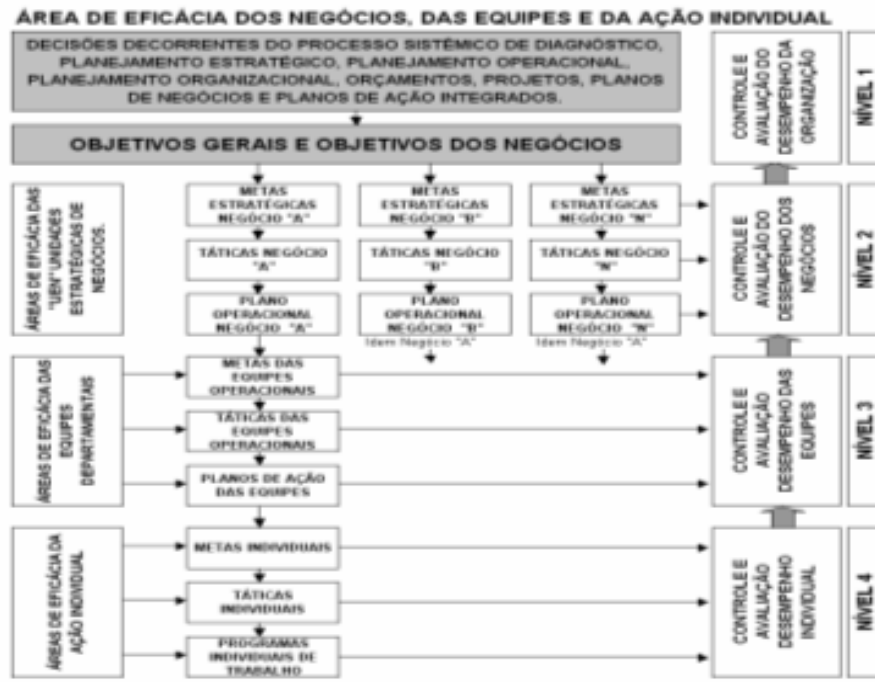 ÁREA DE EFICÁCIA DOS NEGÓCIOS, DAS EQUIPES E DA AÇÃO INDIVIDUAL
DECISÕES DECORRENTES DO PROCESSO SISTÊMICO DE DIAGNÓSTICO,
PLANEJAMENTO ESTRATÉGICO, PLANEJAMENTO OPERACIONAL,
PLANEJAMENTO ORGANIZACIONAL, ORÇAMENTOS, PROJETOS, PLANOS
DE NEGÓCIOS E PLANOS DE AÇÃO INTEGRADOS.
OBJETIVOS GERAIS E OBJETIVOS DOS NEGÓCIOS
CONTROLE E
AVALIAÇÃO DO
DESEMPENHO DA
ORGANIZAÇÃO
NÍVEL 1
ÁREAS DE EFICÁCIA DAS
"UEN" UNIDADES
ESTRATÉGICAS DE
NEGÓCIOS.
METAS
ESTRATÉGICAS
NEGÓCIO "A"
METAS
ESTRATÉGICAS
NEGÓCIO "B"
METAS
ESTRATÉGICAS
NEGÓCIO "N"
TÁTICAS NEGÓCIO
"A"
TÁTICAS NEGÓCIO
"B"
TÁTICAS NEGÓCIO
"N"
PLANO
OPERACIONAL
NEGÓCIO "A"
PLANO
OPERACIONAL
NEGÓCIO "B"
Idem Negócio "A"
PLANO
OPERACIONAL
NEGÓCIO "N"
Idem Negócio "A"
CONTROLE E
AVALIAÇÃO DO
DESEMPENHO DOS
NEGÓCIOS
NÍVEL 2
ÁREAS DE EFICÁCIA DAS
EQUIPES
DEPARTAMENTAIS
METAS DAS
EQUIPES
OPERACIONAIS
TÁTICAS DAS
EQUIPES
OPERACIONAIS
PLANOS DE AÇÃO
DAS EQUIPES
CONTROLE E
AVALIAÇÃO
DESEMPENHO DAS
EQUIPES
NÍVEL 3
ÁREAS DE EFICÁCIA DA
AÇÃO INDIVIDUAL
METAS INDIVIDUAIS
TÁTICAS
INDIVIDUAIS
PROGRAMAS
INDIVIDUAIS DE
TRABALHO
CONTROLE E
AVALIAÇÃO
DESEMPENHO
INDIVIDUAL
NÍVEL 4